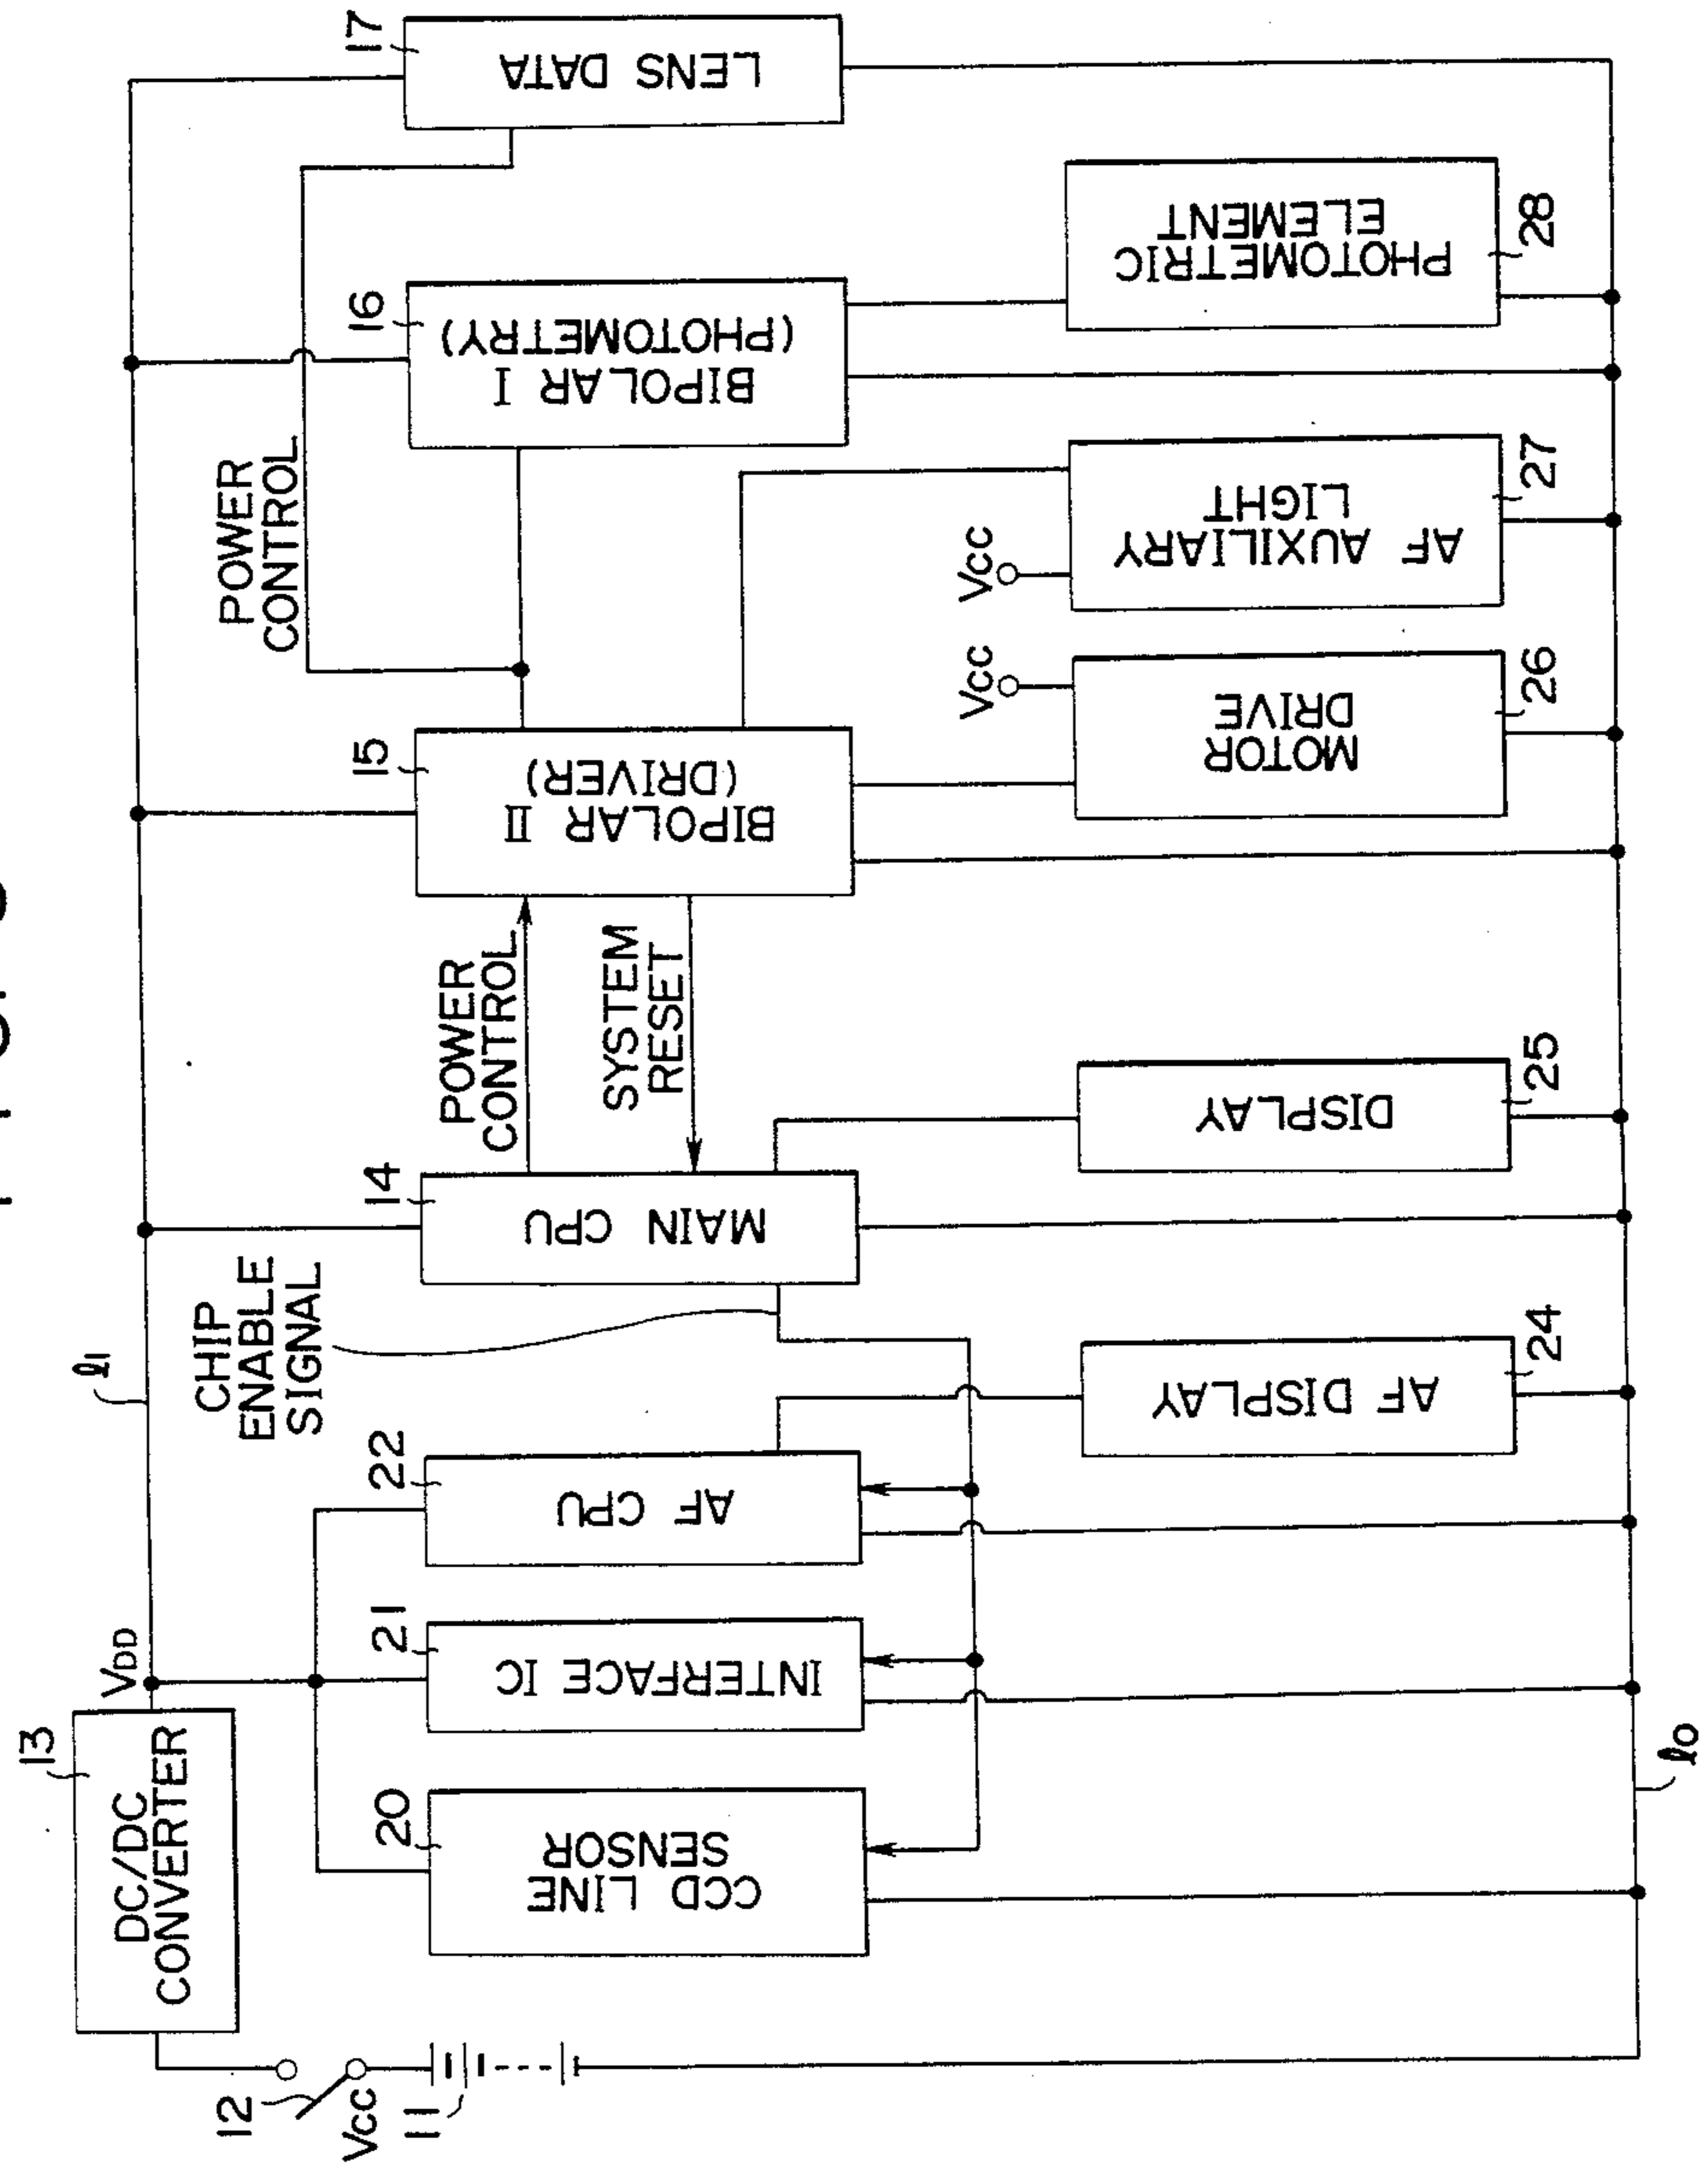 13
DC/DC
CONVERTER
VDD
l1
12
Vcc
11
CHIP
ENABLE
SIGNAL
20
CCD LINE
SENSOR
21
INTERFACE IC
22
AF CPU
14
MAIN CPU
POWER
CONTROL
SYSTEM
RESET
15
BIPOLAR II
(DRIVER)
POWER
CONTROL
16
BIPOLAR I
(PHOTOMETRY)
17
LENS DATA
AF DISPLAY
24
DISPLAY
25
Vcc
MOTOR
DRIVE
26
Vcc
AF AUXILIARY
LIGHT
27
PHOTOMETRIC
ELEMENT
28
l0